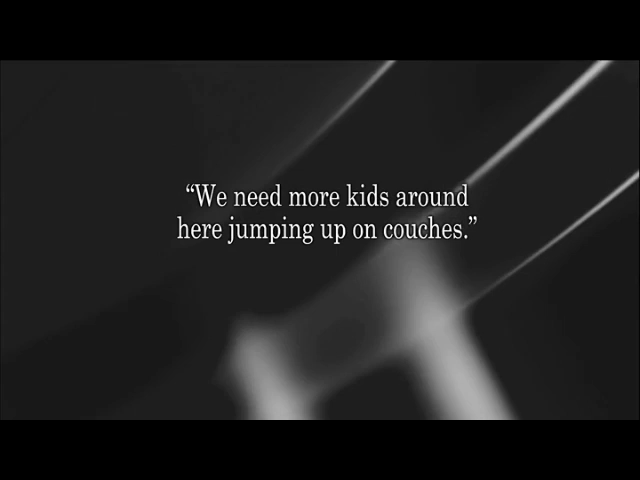 “We need more kids around
here jumping up on couches.”